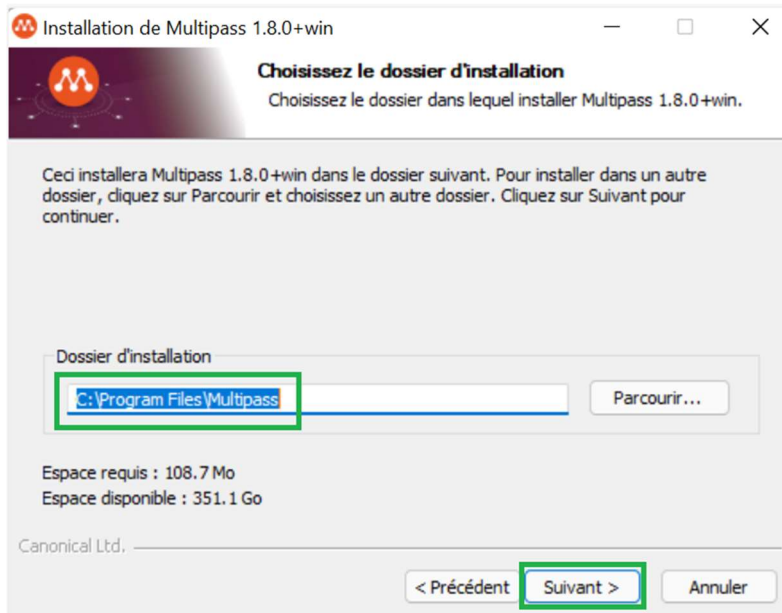 Installation de Multipass 1.8.0+win
Choisissez le dossier d'installation
Choisissez le dossier dans lequel installer Multipass 1.8.0+win.
Ceci installera Multipass 1.8.0+win dans le dossier suivant. Pour installer dans un autre
dossier, cliquez sur Parcourir et choisissez un autre dossier. Cliquez sur Suivant pour
continuer.
Dossier d'installation
C:\Program Files\Multipass
Parcourir...
Espace requis : 108.7 Mo
Espace disponible : 351.1 Go
Canonical Ltd.
< Précédent
Suivant >
Annuler